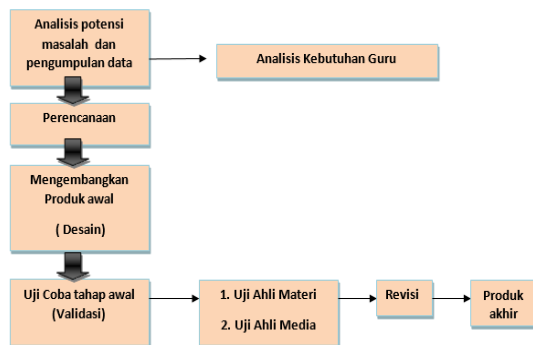 Analisis potensi
masalah dan
pengumpulan data
Analisis Kebutuhan Guru
Perencanaan
Mengembangkan
Produk awal
( Desain)
Uji Coba tahap awal
(Validasi)
1. Uji Ahli Materi
2. Uji Ahli Media
Revisi
Produk
akhir